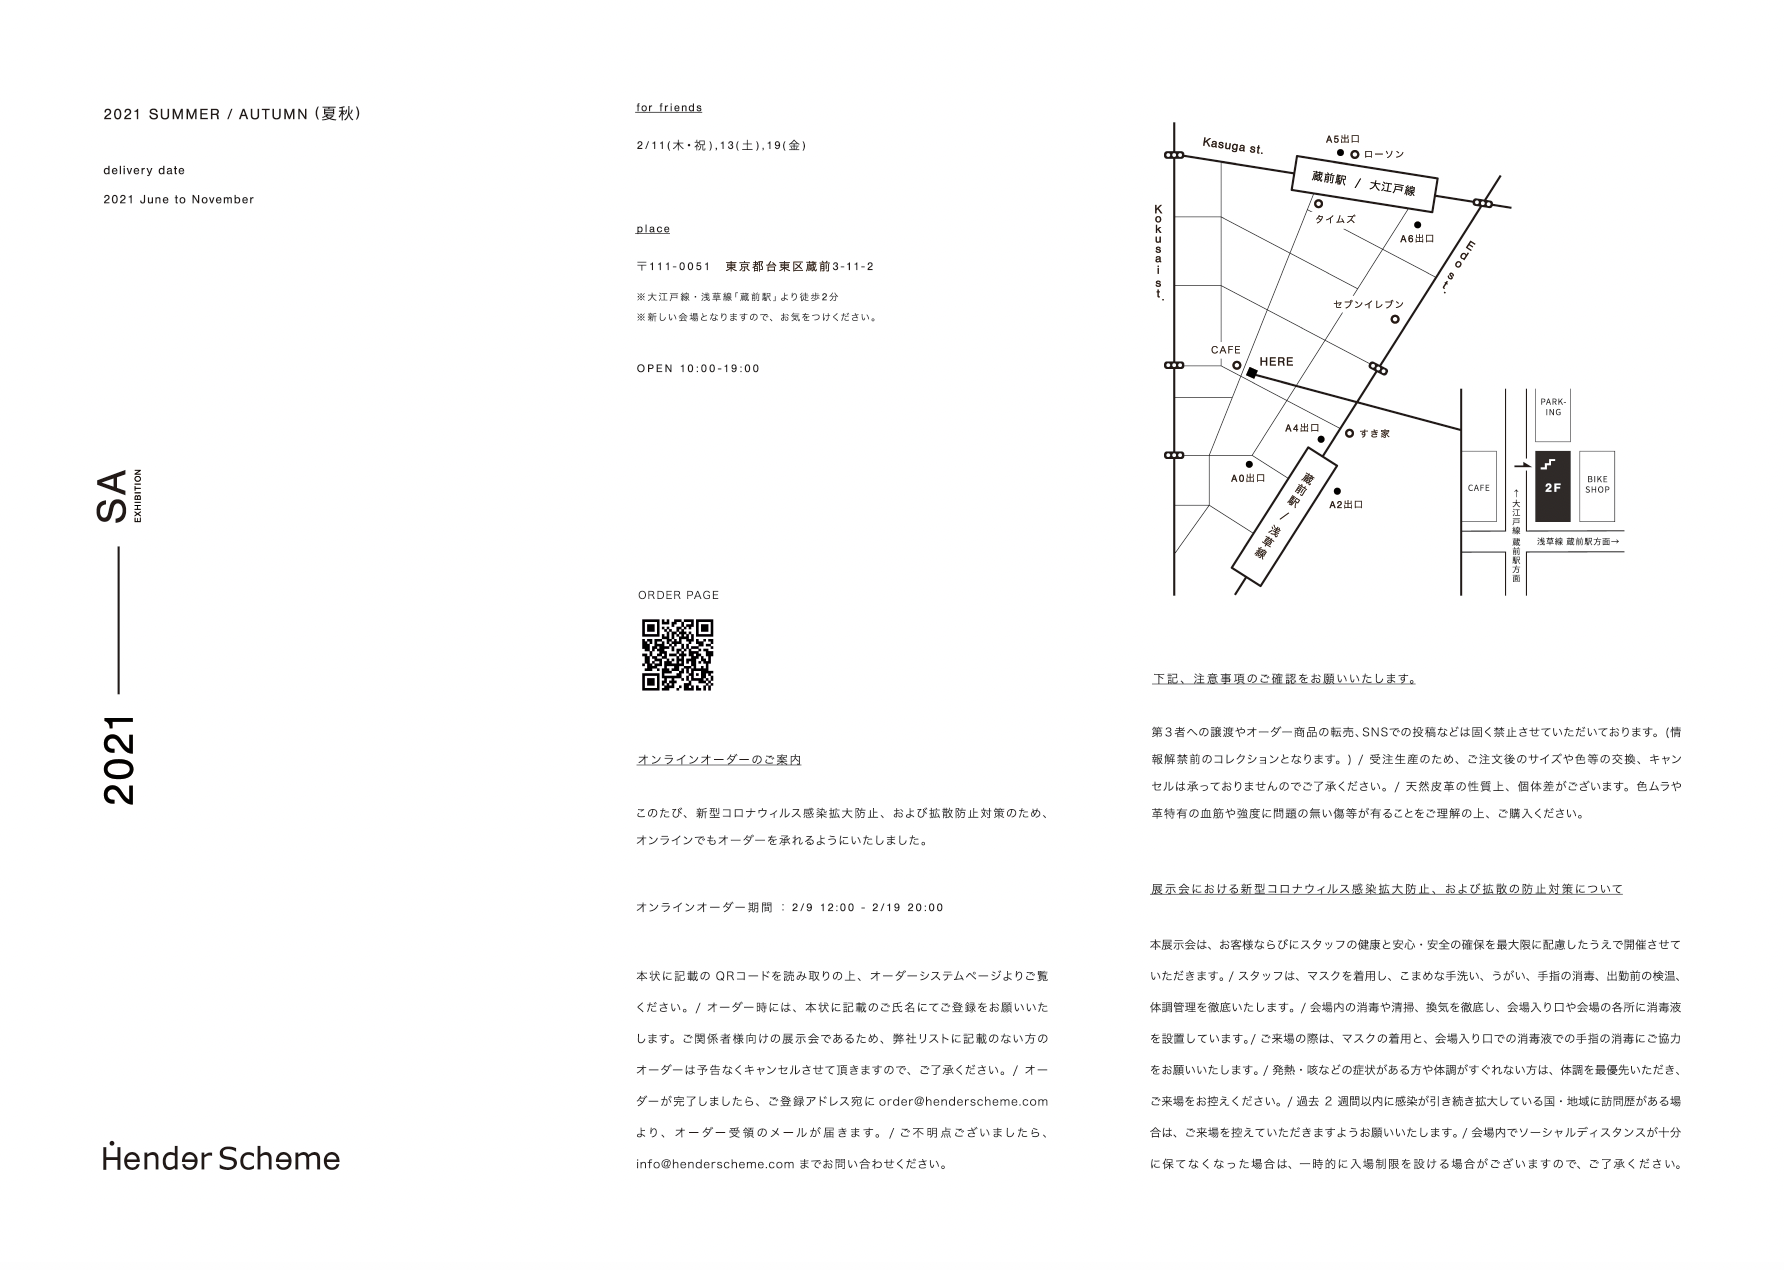 2021 SUMMER / AUTUMN (夏秋)
delivery date
2021 June to November
SA
EXHIBITION
2021
Hender Scheme
for friends
2/11(木・祝),13(土),19(金)
place
〒111-0051 東京都台東区蔵前3-11-2
※大江戸線・浅草線「蔵前駅」より徒歩2分
※新しい会場となりますので、お気をつけください。
OPEN 10:00-19:00
ORDER PAGE
オンラインオーダーのご案内
このたび、新型コロナウィルス感染拡大防止、および拡散防止対策のため、
オンラインでもオーダーを承れるようにいたしました。
オンラインオーダー期間 : 2/9 12:00 - 2/19 20:00
本状に記載の QRコードを読み取りの上、オーダーシステムページよりご覧
ください。/ オーダー時には、本状に記載のご氏名にてご登録をお願いいた
します。ご関係者様向けの展示会であるため、弊社リストに記載のない方の
オーダーは予告なくキャンセルさせて頂きますので、ご了承ください。/ オー
ダーが完了しましたら、ご登録アドレス宛に order@henderscheme.com
より、オーダー受領のメールが届きます。/ ご不明点ございましたら、
info@henderscheme.com までお問い合わせください。
Kasuga st.
A5出口
ローソン
蔵前駅 / 大江戸線
タイムズ
A6出口
Kokusai st.
Edo st.
セブンイレブン
CAFE
HERE
A4出口
すき家
A0出口
蔵前駅 / 浅草線
A2出口
PARK-
ING
CAFE
2F
BIKE
SHOP
↑大江戸線 蔵前駅方面
浅草線 蔵前駅方面→
下記、注意事項のご確認をお願いいたします。
第3者への譲渡やオーダー商品の転売、SNSでの投稿などは固く禁止させていただいております。(情
報解禁前のコレクションとなります。) / 受注生産のため、ご注文後のサイズや色等の交換、キャン
セルは承っておりませんのでご了承ください。/ 天然皮革の性質上、個体差がございます。色ムラや
革特有の血筋や強度に問題の無い傷等が有ることをご理解の上、ご購入ください。
展示会における新型コロナウィルス感染拡大防止、および拡散の防止対策について
本展示会は、お客様ならびにスタッフの健康と安心・安全の確保を最大限に配慮したうえで開催させて
いただきます。/ スタッフは、マスクを着用し、こまめな手洗い、うがい、手指の消毒、出勤前の検温、
体調管理を徹底いたします。/ 会場内の消毒や清掃、換気を徹底し、会場入り口や会場の各所に消毒液
を設置しています。/ ご来場の際は、マスクの着用と、会場入り口での消毒液での手指の消毒にご協力
をお願いいたします。/ 発熱・咳などの症状がある方や体調がすぐれない方は、体調を最優先いただき、
ご来場をお控えください。/ 過去 2 週間以内に感染が引き続き拡大している国・地域に訪問歴がある場
合は、ご来場を控えていただきますようお願いいたします。/ 会場内でソーシャルディスタンスが十分
に保てなくなった場合は、一時的に入場制限を設ける場合がございますので、ご了承ください。